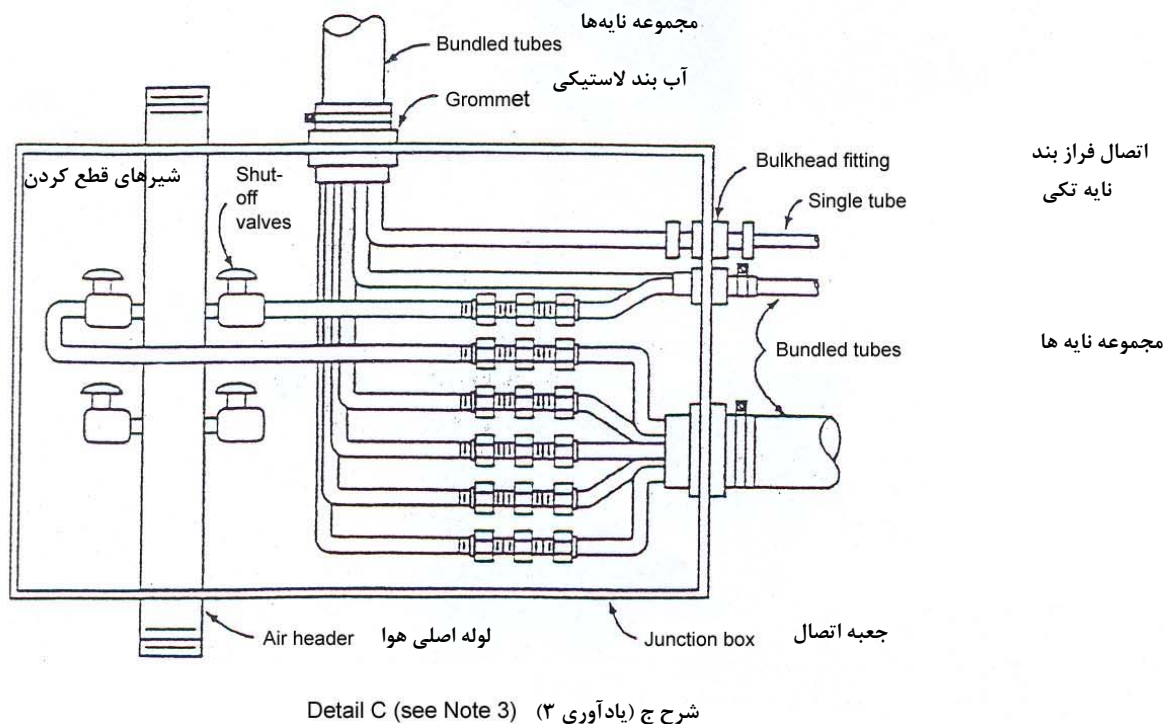 مجموعه نایه‌ها
Bundled tubes
آب بند لاستیکی
Grommet
شیرهای قطع کردن
Shut-
off
valves
Bulkhead fitting
اتصال فراز بند
Single tube
نایه تکی
Bundled tubes
مجموعه نایه ها
Air header
لوله اصلی هوا
Junction box
جعبه اتصال
Detail C (see Note 3) شرح ج (یادآوری ۳)